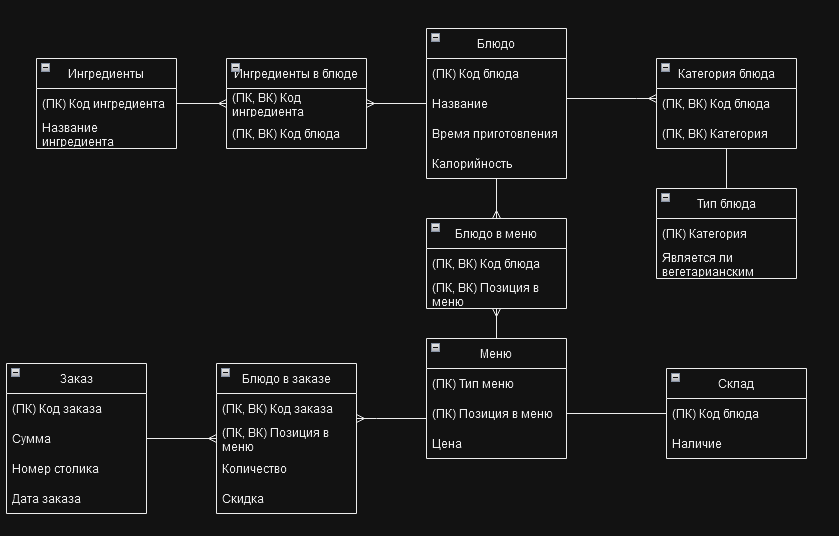 Ингредиенты
(ПК) Код ингредиента
Название
ингредиента
Ингредиенты в блюде
(ПК, ВК) Код
ингредиента
(ПК, ВК) Код блюда
Блюдо
(ПК) Код блюда
Название
Время приготовления
Калорийность
Категория блюда
(ПК, ВК) Код блюда
(ПК, ВК) Категория
Тип блюда
(ПК) Категория
Является ли
вегетарианским
Блюдо в меню
(ПК, ВК) Код блюда
(ПК, ВК) Позиция в
меню
Заказ
(ПК) Код заказа
Сумма
Номер столика
Дата заказа
Блюдо в заказе
(ПК, ВК) Код заказа
(ПК, ВК) Позиция в
меню
Количество
Скидка
Меню
(ПК) Тип меню
(ПК) Позиция в меню
Цена
Склад
(ПК) Код блюда
Наличие